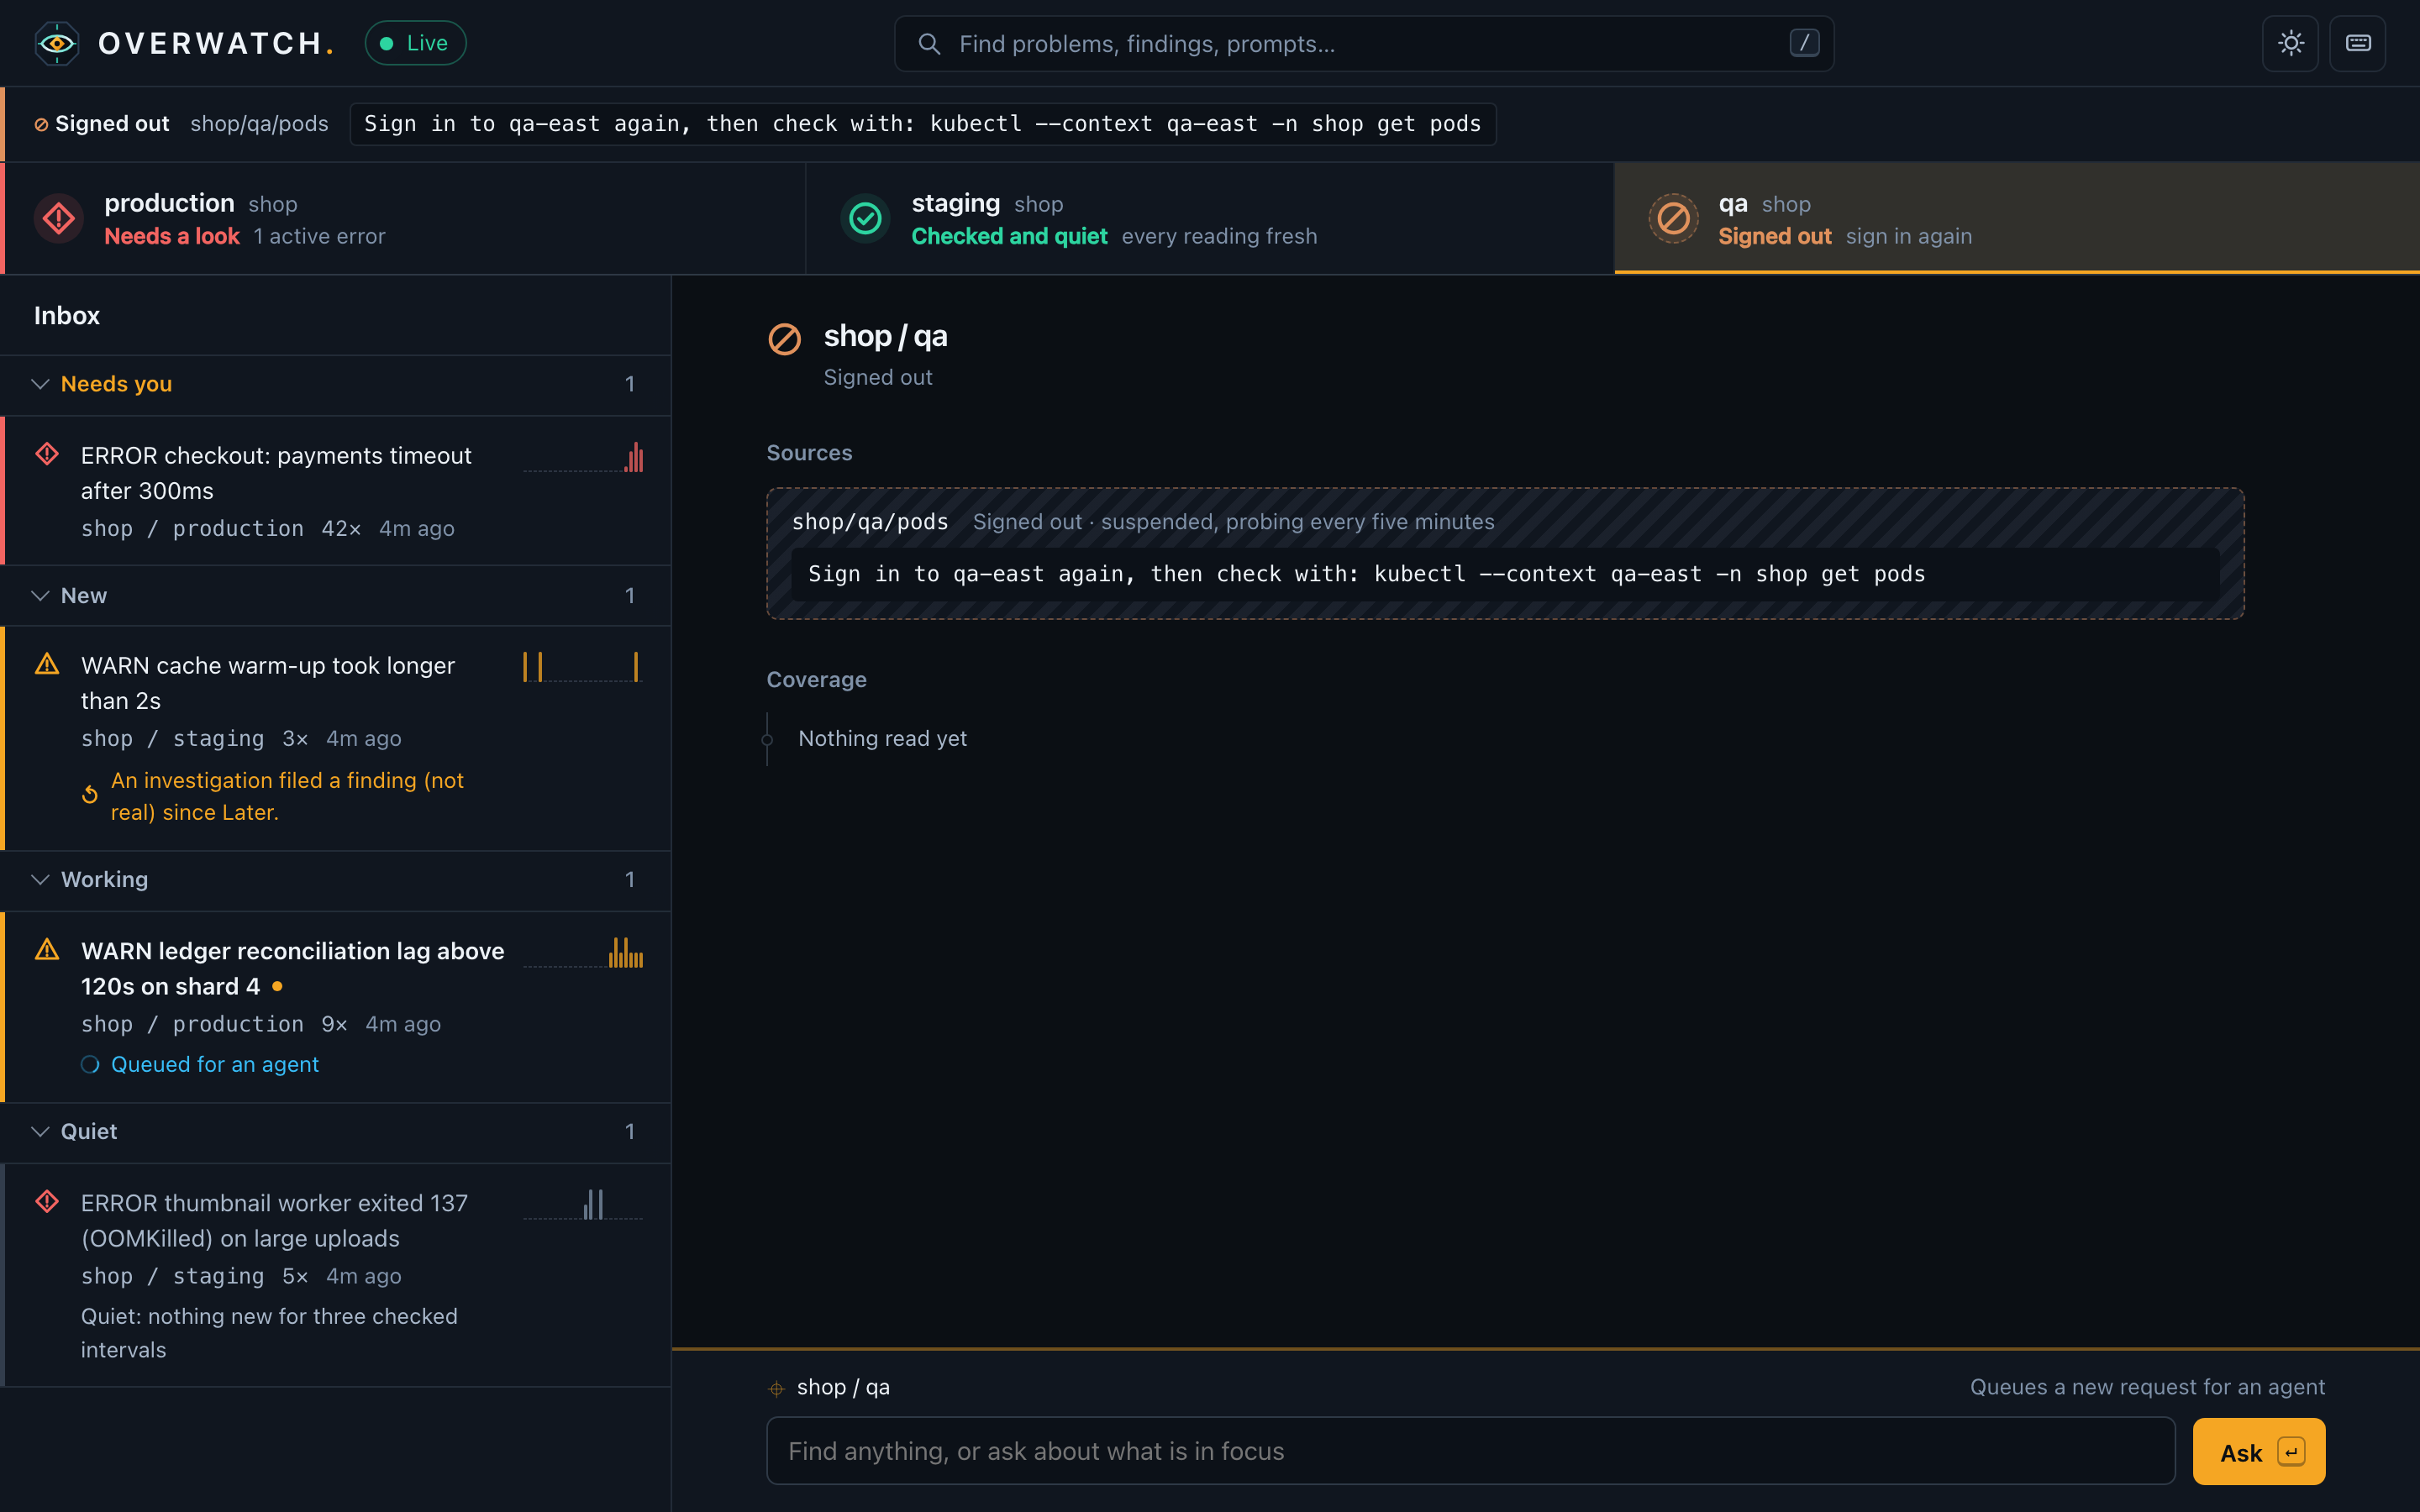 OVERWATCH.
Live
Find problems, findings, prompts...
/
Signed out shop/qa/pods Sign in to qa-east again, then check with: kubectl --context qa-east -n shop get pods
production shop
Needs a look 1 active error
staging shop
Checked and quiet every reading fresh
qa shop
Signed out sign in again
Inbox
Needs you 1
ERROR checkout: payments timeout
after 300ms
shop / production 42× 4m ago
New 1
WARN cache warm-up took longer
than 2s
shop / staging 3× 4m ago
An investigation filed a finding (not
real) since Later.
Working 1
WARN ledger reconciliation lag above
120s on shard 4
shop / production 9× 4m ago
Queued for an agent
Quiet 1
ERROR thumbnail worker exited 137
(OOMKilled) on large uploads
shop / staging 5× 4m ago
Quiet: nothing new for three checked
intervals
shop / qa
Signed out
Sources
shop/qa/pods Signed out · suspended, probing every five minutes
Sign in to qa-east again, then check with: kubectl --context qa-east -n shop get pods
Coverage
Nothing read yet
shop / qa
Queues a new request for an agent
Find anything, or ask about what is in focus
Ask ↵